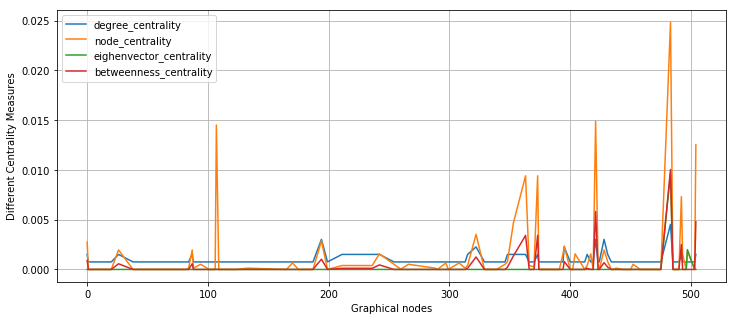 degree_centrality
node_centrality
eighenvector_centrality
betweenness_centrality
0.025
0.020
0.015
0.010
0.005
0.000
Different Centrality Measures
0 100 200 300 400 500
Graphical nodes